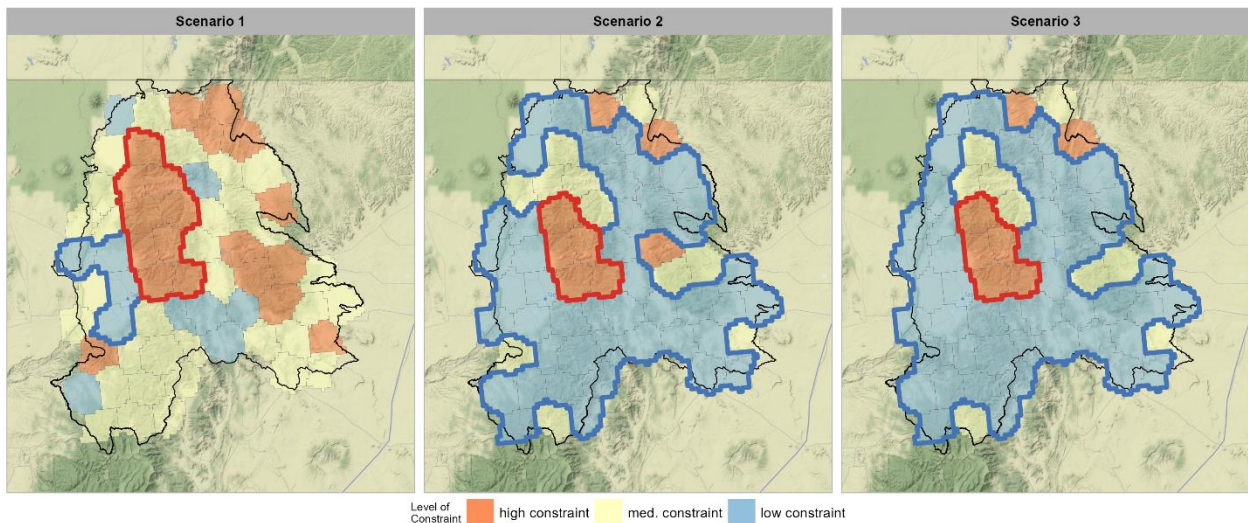 Scenario 1
Scenario 2
Scenario 3
Level of
Constraint
high constraint
med. constraint
low constraint